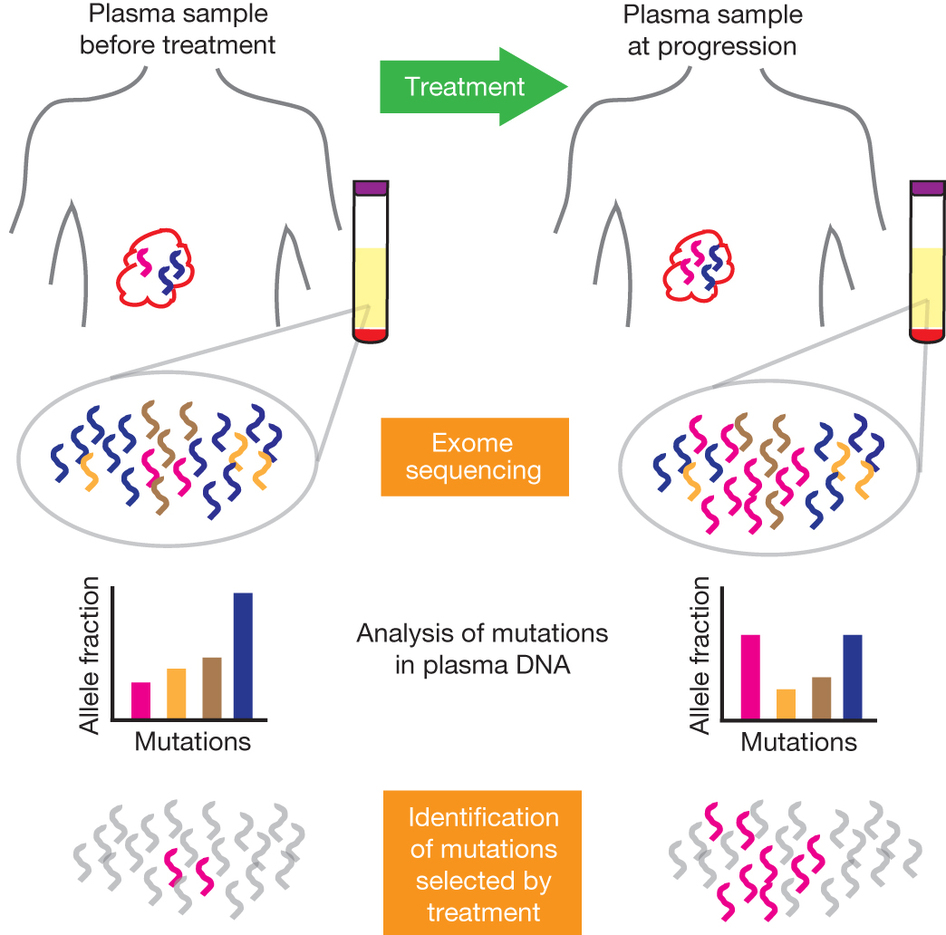 Plasma sample
before treatment
Treatment
Plasma sample
at progression
Exome
sequencing
Allele fraction
Mutations
Analysis of mutations
in plasma DNA
Allele fraction
Mutations
Identification
of mutations
selected by
treatment